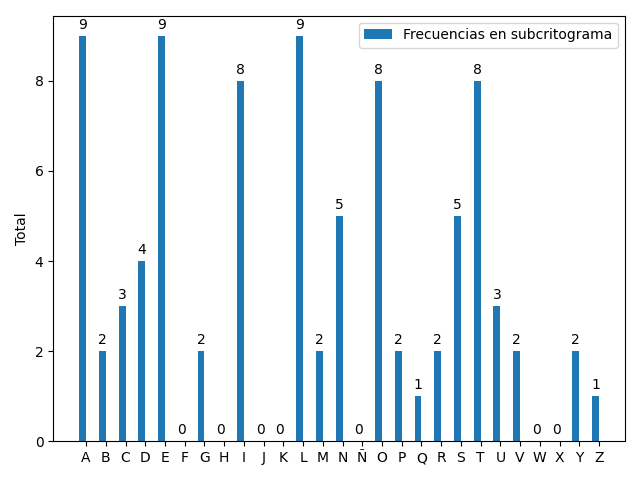 Frecuencias en subcritograma
Total
8
6
4
2
0
9 2 3 4 9 0 2 0 8 0 0 9 2 5 0 8 2 1 2 5 8 3 2 0 0 2 1
A B C D E F G H I J K L M N Ñ O P Q R S T U V W X Y Z